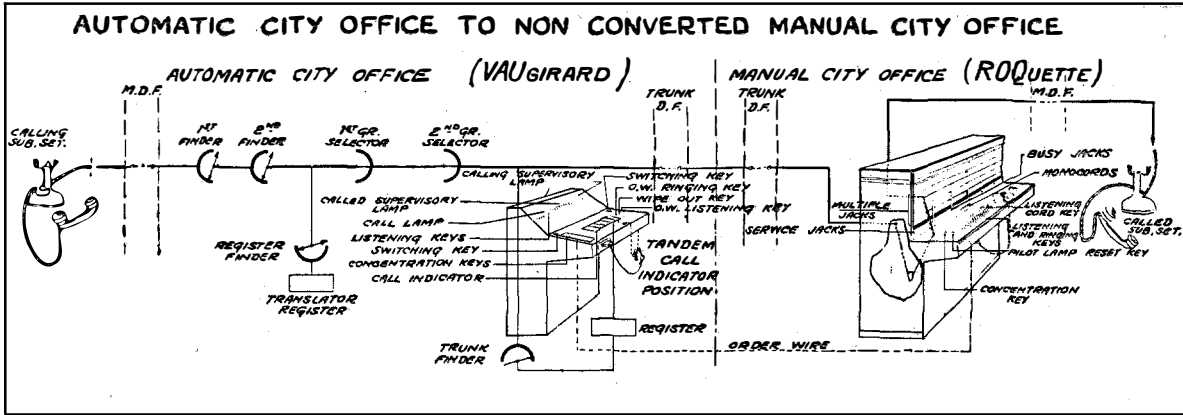 AUTOMATIC CITY OFFICE TO NON CONVERTED MANUAL CITY OFFICE
AUTOMATIC CITY OFFICE (VAUGIRARD)
MANUAL CITY OFFICE (ROQUETTE)
M.D.F.
TRUNK
D.F.
TRUNK
D.F.
M.D.F.
CALLING
SUB. SET.
1ST
FINDER
2ND
FINDER
1ST GR.
SELECTOR
2ND GR.
SELECTOR
REGISTER
FINDER
TRANSLATOR
REGISTER
CALLING SUPERVISORY
LAMP
CALLED SUPERVISORY
LAMP
CALL LAMP
LISTENING KEYS
SWITCHING KEY
CONCENTRATION KEYS
CALL INDICATOR
SWITCHING KEY
O.W. RINGING KEY
WIPE OUT KEY
O.W. LISTENING KEY
TANDEM
CALL
INDICATOR
POSITION
REGISTER
TRUNK
FINDER
ORDER WIRE
MULTIPLE
JACKS
SERVICE JACKS
BUSY JACKS
MONOCORDS
LISTENING
CORD KEY
LISTENING
AND RINGING
KEYS
PILOT LAMP RESET KEY
CONCENTRATION
KEY
CALLED
SUB. SET.